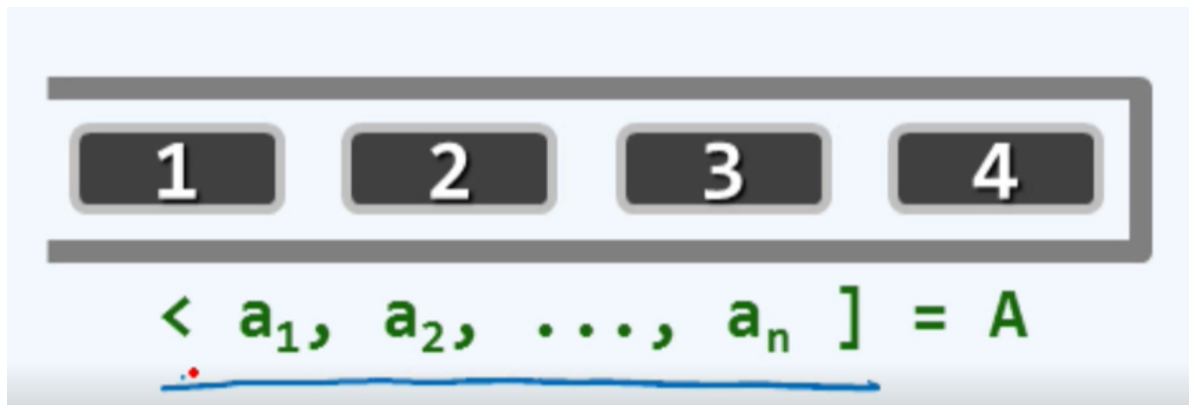 1 2 3 4
< a₁, a₂, ..., aₙ ] = A